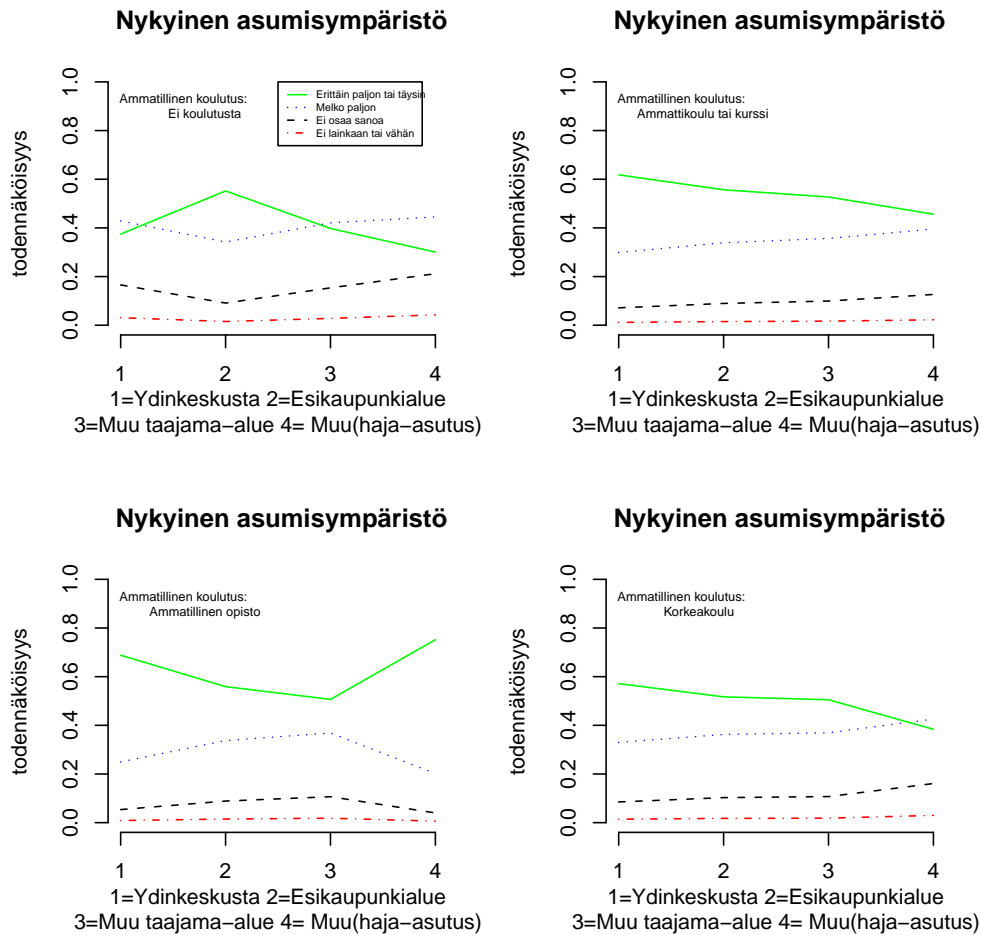 Nykyinen asumisympäristö
todennäköisyys
0.0 0.2 0.4 0.6 0.8 1.0
Ammatillinen koulutus:
Ei koulutusta
Erittäin paljon tai täysin
Melko paljon
Ei osaa sanoa
Ei lainkaan tai vähän
1 2 3 4
1=Ydinkeskusta 2=Esikaupunkialue
3=Muu taajama−alue 4= Muu(haja−asutus)
Nykyinen asumisympäristö
todennäköisyys
0.0 0.2 0.4 0.6 0.8 1.0
Ammatillinen koulutus:
Ammattikoulu tai kurssi
1 2 3 4
1=Ydinkeskusta 2=Esikaupunkialue
3=Muu taajama−alue 4= Muu(haja−asutus)
Nykyinen asumisympäristö
todennäköisyys
0.0 0.2 0.4 0.6 0.8 1.0
Ammatillinen koulutus:
Ammatillinen opisto
1 2 3 4
1=Ydinkeskusta 2=Esikaupunkialue
3=Muu taajama−alue 4= Muu(haja−asutus)
Nykyinen asumisympäristö
todennäköisyys
0.0 0.2 0.4 0.6 0.8 1.0
Ammatillinen koulutus:
Korkeakoulu
1 2 3 4
1=Ydinkeskusta 2=Esikaupunkialue
3=Muu taajama−alue 4= Muu(haja−asutus)